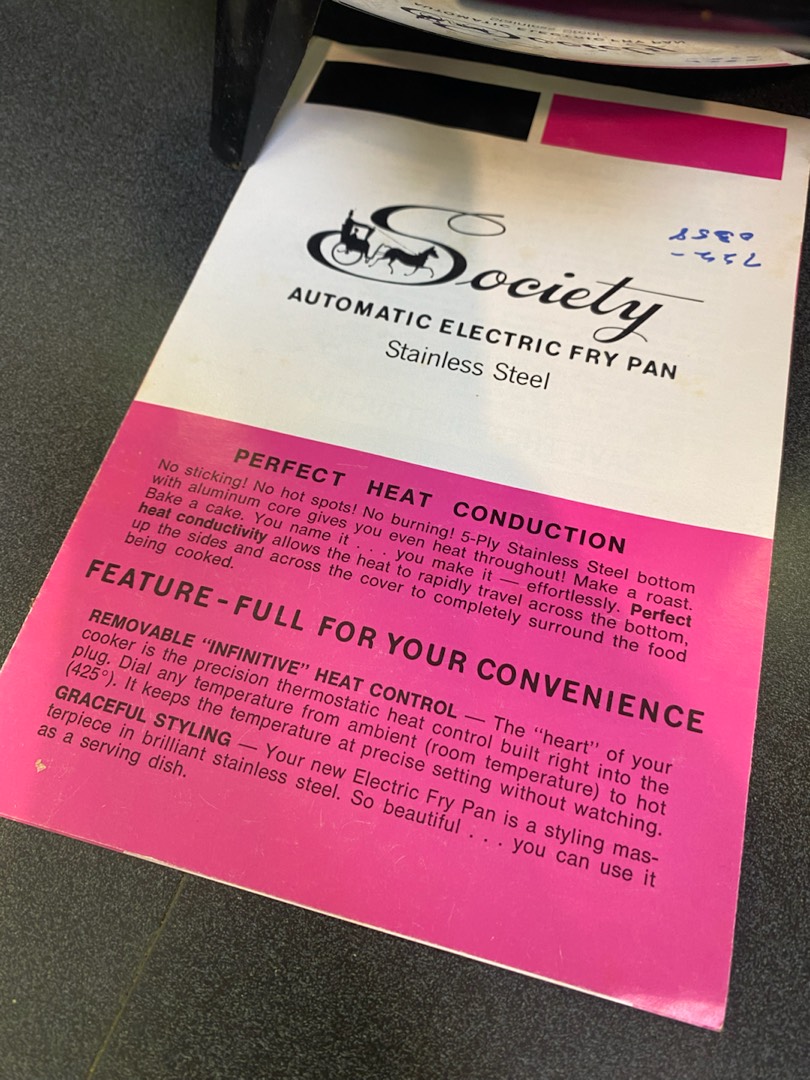 Society
AUTOMATIC ELECTRIC FRY PAN
Stainless Steel
PERFECT HEAT CONDUCTION
No sticking! No hot spots! No burning! 5-Ply Stainless Steel bottom
with aluminum core gives you even heat throughout! Make a roast.
Bake a cake. You name it . . . you make it — effortlessly. Perfect
heat conductivity allows the heat to rapidly travel across the bottom,
up the sides and across the cover to completely surround the food
being cooked.
FEATURE-FULL FOR YOUR CONVENIENCE
REMOVABLE “INFINITIVE” HEAT CONTROL — The “heart” of your
cooker is the precision thermostatic heat control built right into the
plug. Dial any temperature from ambient (room temperature) to hot
(425°). It keeps the temperature at precise setting without watching.
GRACEFUL STYLING — Your new Electric Fry Pan is a styling mas-
terpiece in brilliant stainless steel. So beautiful . . . you can use it
as a serving dish.